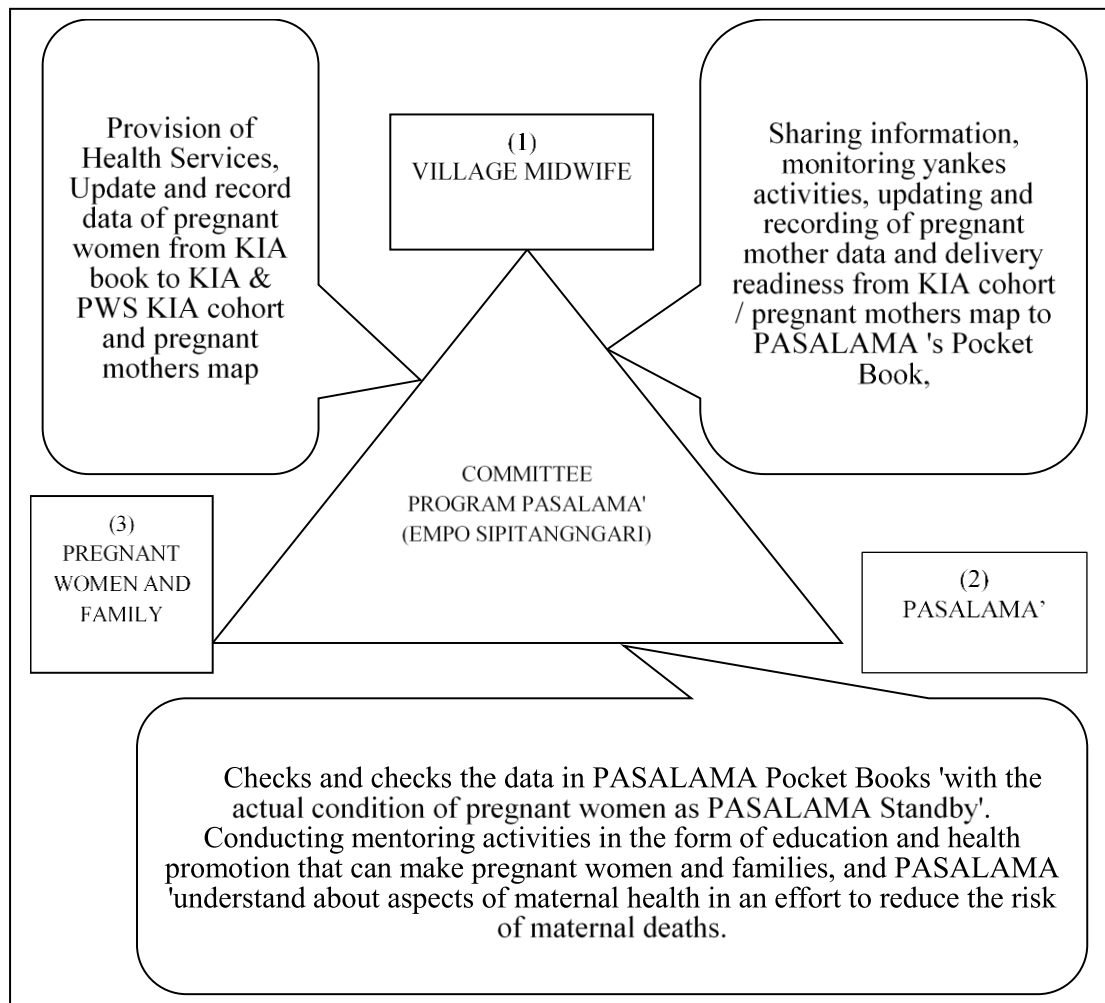 Provision of
Health Services,
Update and record
data of pregnant
women from KIA
book to KIA &
PWS KIA cohort
and pregnant
mothers map
(1)
VILLAGE MIDWIFE
Sharing information,
monitoring yankes
activities, updating and
recording of pregnant
mother data and delivery
readiness from KIA cohort
/ pregnant mothers map to
PASALAMA 's Pocket
Book,
COMMITTEE
PROGRAM PASALAMA'
(EMPO SIPITANGNGARI)
(3)
PREGNANT
WOMEN AND
FAMILY
(2)
PASALAMA’
Checks and checks the data in PASALAMA Pocket Books 'with the
actual condition of pregnant women as PASALAMA Standby'.
Conducting mentoring activities in the form of education and health
promotion that can make pregnant women and families, and PASALAMA
'understand about aspects of maternal health in an effort to reduce the risk
of maternal deaths.